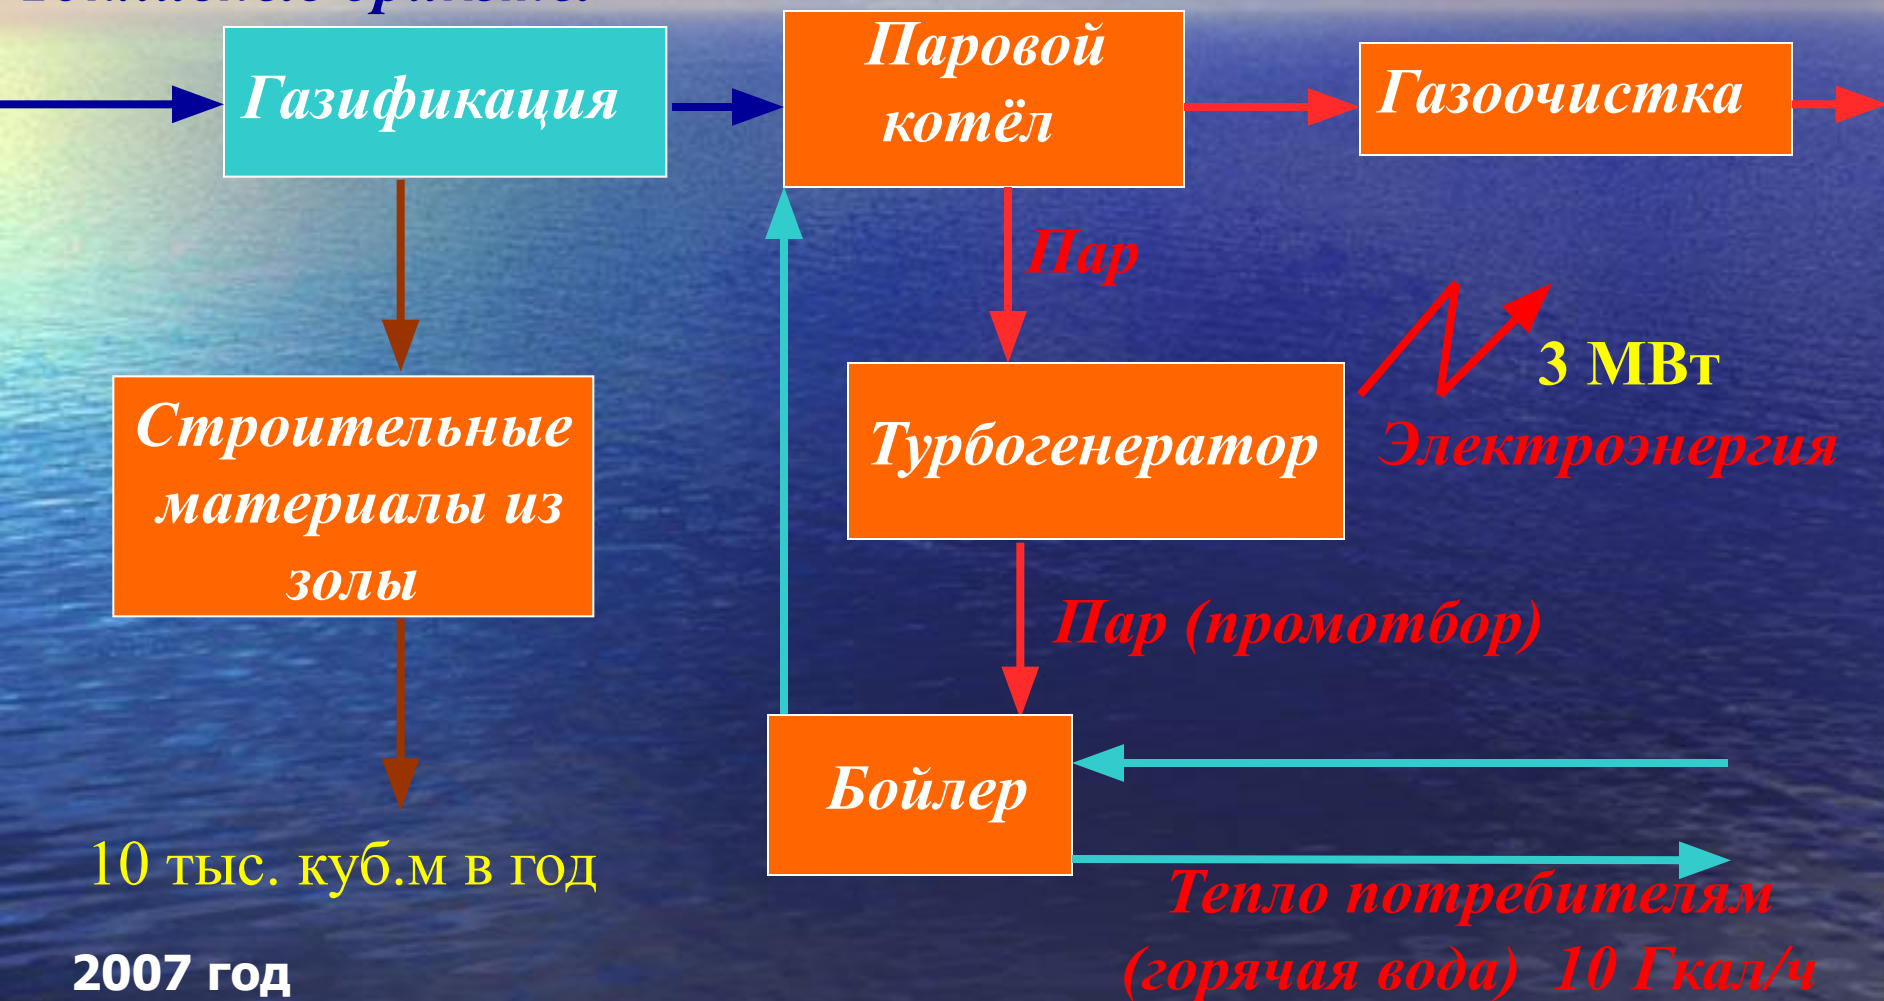 Газификация
Паровой
котёл
Газоочистка
Пар
3 МВт
Электроэнергия
Строительные
материалы из
золы
Турбогенератор
Пар (промотбор)
Бойлер
10 тыс. куб.м в год
Тепло потребителям
(горячая вода) 10 Гкал/ч
2007 год